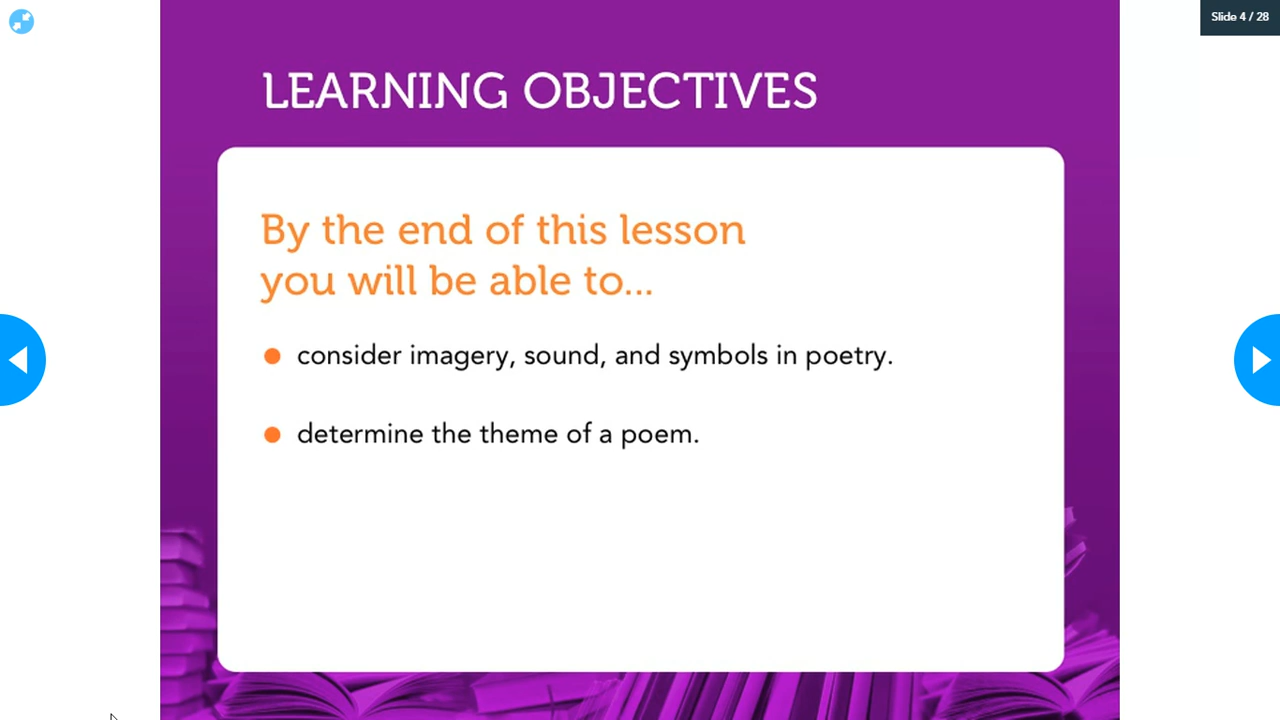 Slide 4 / 28
LEARNING OBJECTIVES
By the end of this lesson
you will be able to...
consider imagery, sound, and symbols in poetry.
determine the theme of a poem.